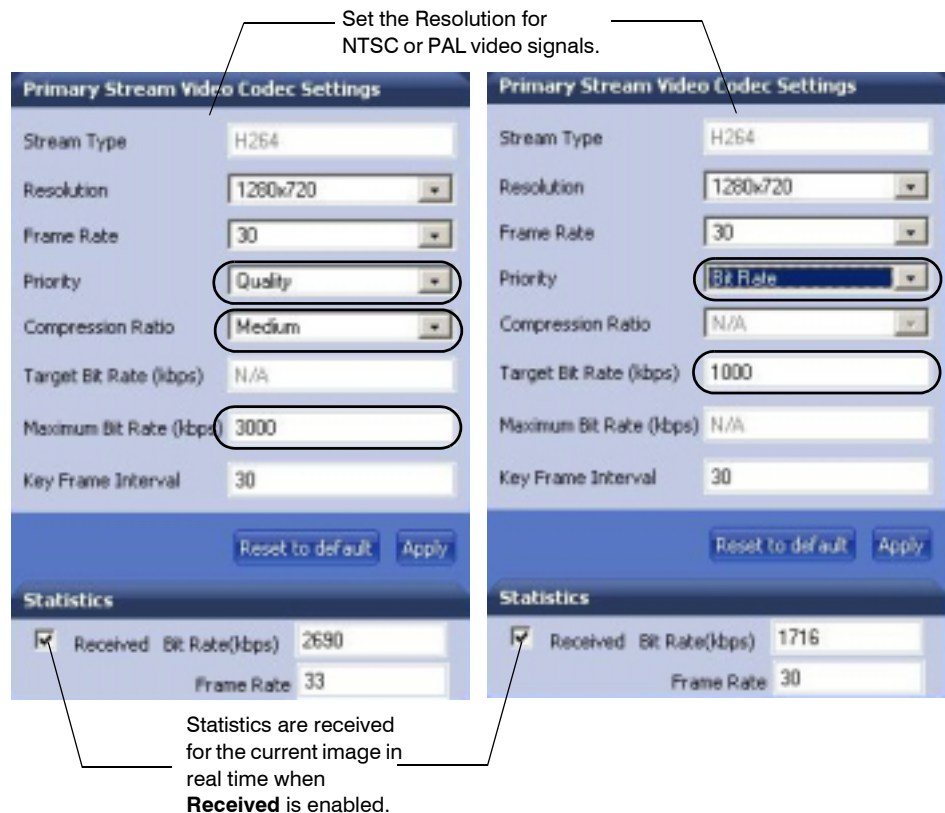 Set the Resolution for
NTSC or PAL video signals.
Primary Stream Video Codec Settings
Stream Type H264
Resolution 1280x720
Frame Rate 30
Priority Quality
Compression Ratio Medium
Target Bit Rate (kbps) N/A
Maximum Bit Rate (kbps) 3000
Key Frame Interval 30
Reset to default Apply
Statistics
Received Bit Rate(kbps) 2690
Frame Rate 33
Primary Stream Video Codec Settings
Stream Type H264
Resolution 1280x720
Frame Rate 30
Priority Bit Rate
Compression Ratio N/A
Target Bit Rate (kbps) 1000
Maximum Bit Rate (kbps) N/A
Key Frame Interval 30
Reset to default Apply
Statistics
Received Bit Rate(kbps) 1716
Frame Rate 30
Statistics are received
for the current image in
real time when
Received is enabled.